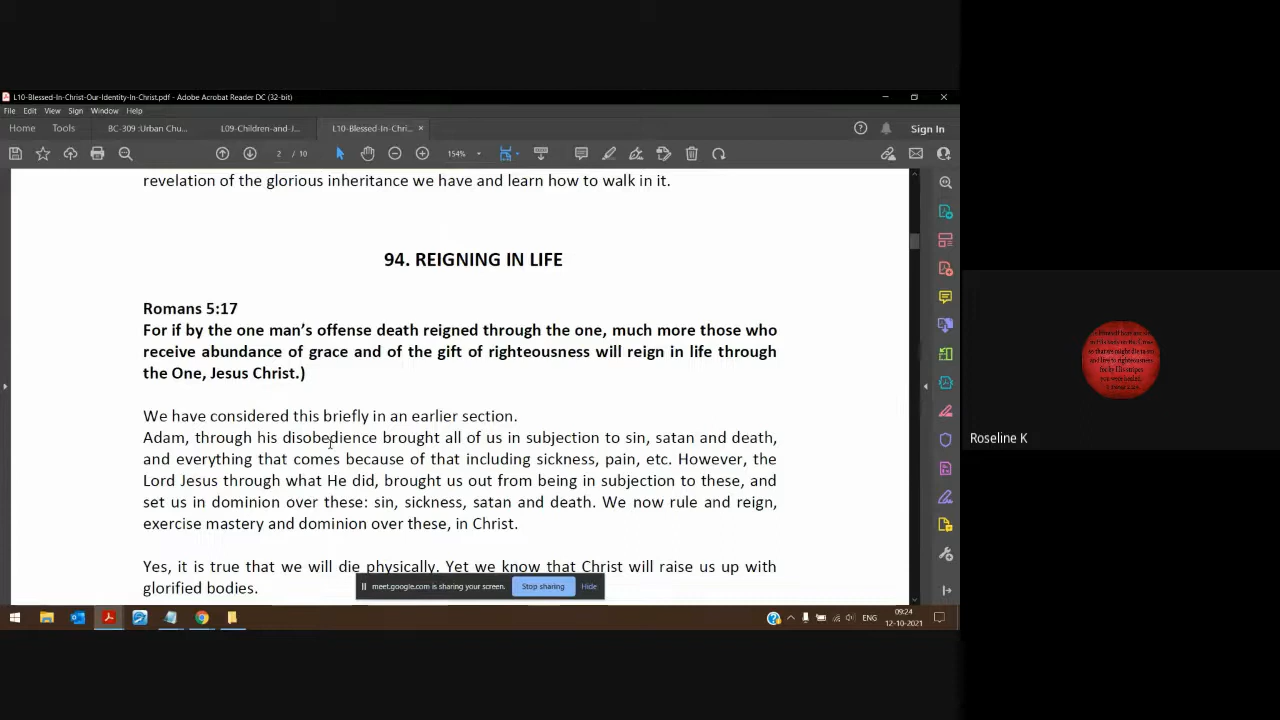 L10-Blessed-In-Christ-Our-Identity-In-Christ.pdf - Adobe Acrobat Reader DC (32-bit)
File Edit View Sign Window Help
Home Tools BC-309 :Urban Chu... L09-Children-and-Y... L10-Blessed-In-Chri... × Sign In
2 / 10 154%
revelation of the glorious inheritance we have and learn how to walk in it.
94. REIGNING IN LIFE
Romans 5:17
For if by the one man’s offense death reigned through the one, much more those who
receive abundance of grace and of the gift of righteousness will reign in life through
the One, Jesus Christ.)
We have considered this briefly in an earlier section.
Adam, through his disobedience brought all of us in subjection to sin, satan and death,
and everything that comes because of that including sickness, pain, etc. However, the
Lord Jesus through what He did, brought us out from being in subjection to these, and
set us in dominion over these: sin, sickness, satan and death. We now rule and reign,
exercise mastery and dominion over these, in Christ.
Yes, it is true that we will die physically. Yet we know that Christ will raise us up with
glorified bodies.
meet.google.com is sharing your screen. Stop sharing Hide
ENG 09:24
12-10-2021
Roseline K